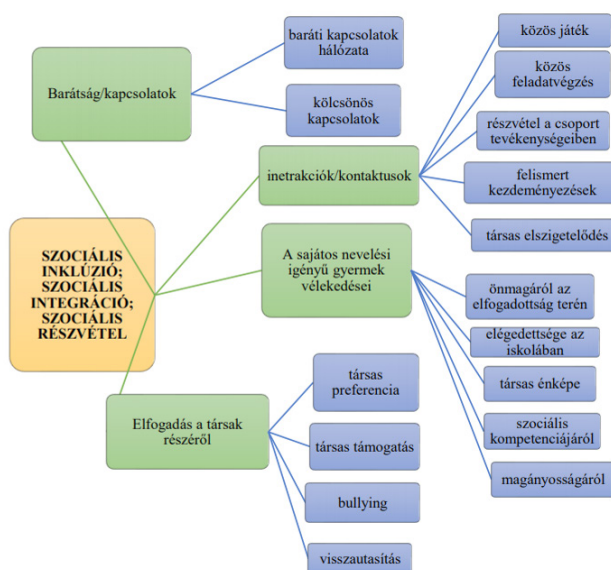 SZOCIÁLIS
INKLÚZIÓ;
SZOCIÁLIS
INTEGRÁCIÓ;
SZOCIÁLIS
RÉSZVÉTEL
Barátság/kapcsolatok
baráti kapcsolatok
hálózata
kölcsönös
kapcsolatok
inetrakciók/kontaktusok
közös játék
közös
feladatvégzés
részvétel a csoport
tevékenységeiben
felismert
kezdeményezések
társas elszigetelődés
A sajátos nevelési
igényű gyermek
vélekedései
önmagáról az
elfogadottság terén
elégedettsége az
iskolában
társas énképe
szociális
kompetenciájáról
magányosságáról
Elfogadás a társak
részéről
társas
preferencia
társas támogatás
bullying
visszautasítás